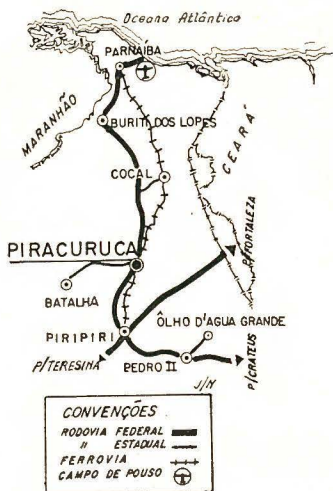 Oceano Atlântico
PARNAÍBA
MARANHÃO
BURITI DOS LOPES
CEARÁ
COCAL
PIRACURUCA
P/FORTALEZA
BATALHA
ÔLHO D'AGUA GRANDE
PIRIPIRI
P/TERESINA
PEDRO II
P/CRATEUS
J/M
CONVENÇÕES
RODOVIA FEDERAL
" ESTADUAL
FERROVIA
CAMPO DE POUSO